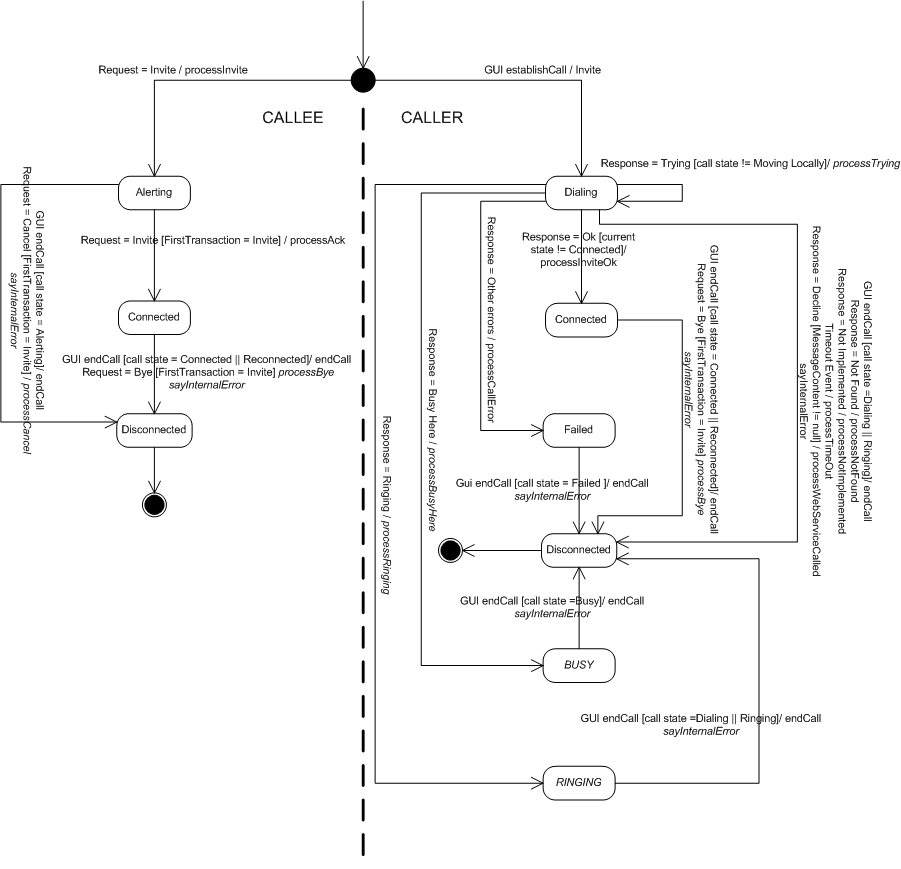 Request = Invite / processInvite
GUI establishCall / Invite
CALLEE
CALLER
Response = Trying [call state != Moving Locally]/ processTrying
Alerting
Dialing
Request = Invite [FirstTransaction = Invite] / processAck
Response = Ok [current
state != Connected]/
processInviteOk
GUI endCall [call state = Alerting]/ endCall
Request = Cancel [FirstTransaction = Invite] / processCancel
sayInternalError
Connected
Connected
GUI endCall [call state = Connected || Reconnected]/ endCall
Request = Bye [FirstTransaction = Invite] processBye
sayInternalError
Disconnected
Response = Other errors / processCallError
Response = Busy Here / processBusyHere
Response = Ringing / processRinging
GUI endCall [call state = Connected || Reconnected]/ endCall
Request = Bye [FirstTransaction = Invite] processBye
sayInternalError
GUI endCall [call state =Dialing || Ringing]/ endCall
Response = Not Found / processNotFound
Response = Not Implemented / processNotImplemented
Timeout Event / processTimeOut
Response = Decline [MessageContent != null] / processWebServiceCalled
sayInternalError
Failed
Gui endCall [call state = Failed ]/ endCall
sayInternalError
Disconnected
GUI endCall [call state =Busy]/ endCall
sayInternalError
BUSY
GUI endCall [call state =Dialing || Ringing]/ endCall
sayInternalError
RINGING